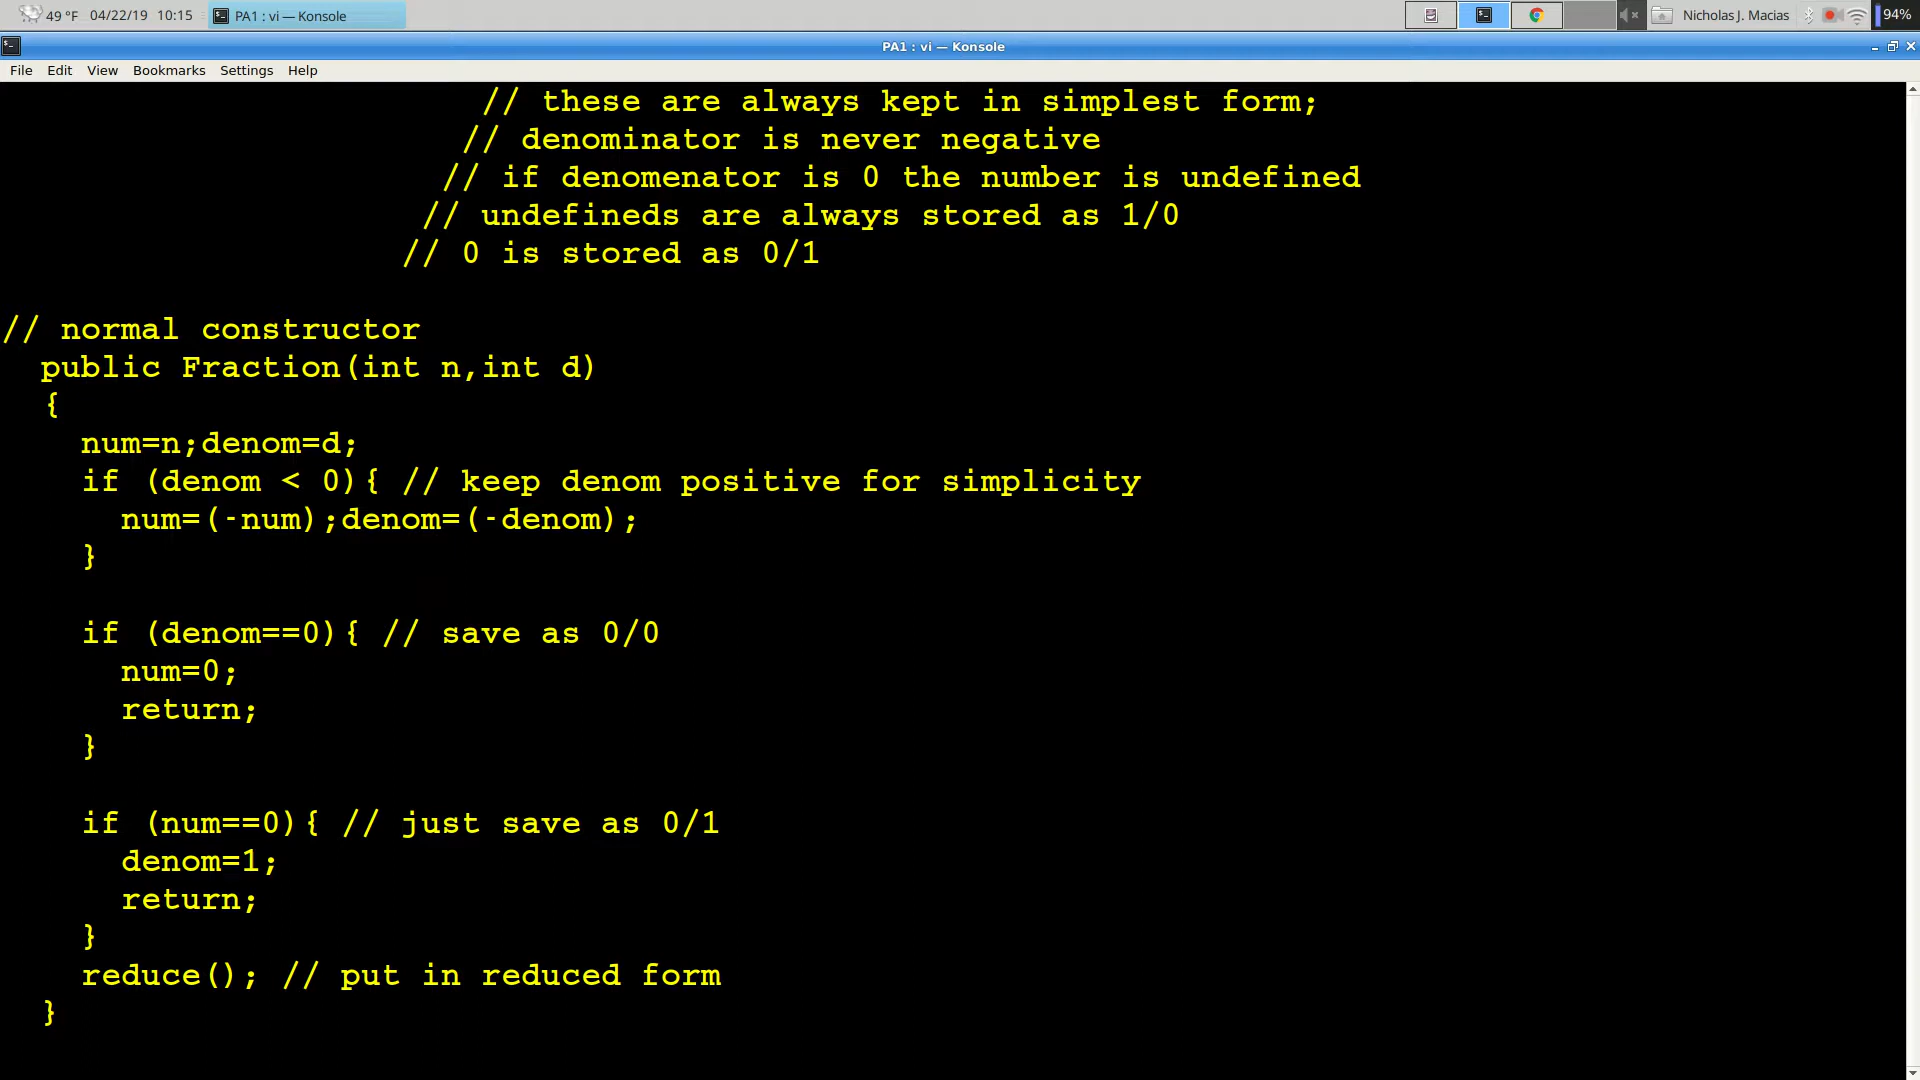 49 °F 04/22/19 10:15 PA1 : vi — Konsole Nicholas J. Macias 94%
PA1 : vi — Konsole
File Edit View Bookmarks Settings Help
// these are always kept in simplest form;
// denominator is never negative
// if denomenator is 0 the number is undefined
// undefineds are always stored as 1/0
// 0 is stored as 0/1
// normal constructor
public Fraction(int n,int d)
{
num=n;denom=d;
if (denom < 0){ // keep denom positive for simplicity
num=(-num);denom=(-denom);
}
if (denom==0){ // save as 0/0
num=0;
return;
}
if (num==0){ // just save as 0/1
denom=1;
return;
}
reduce(); // put in reduced form
}